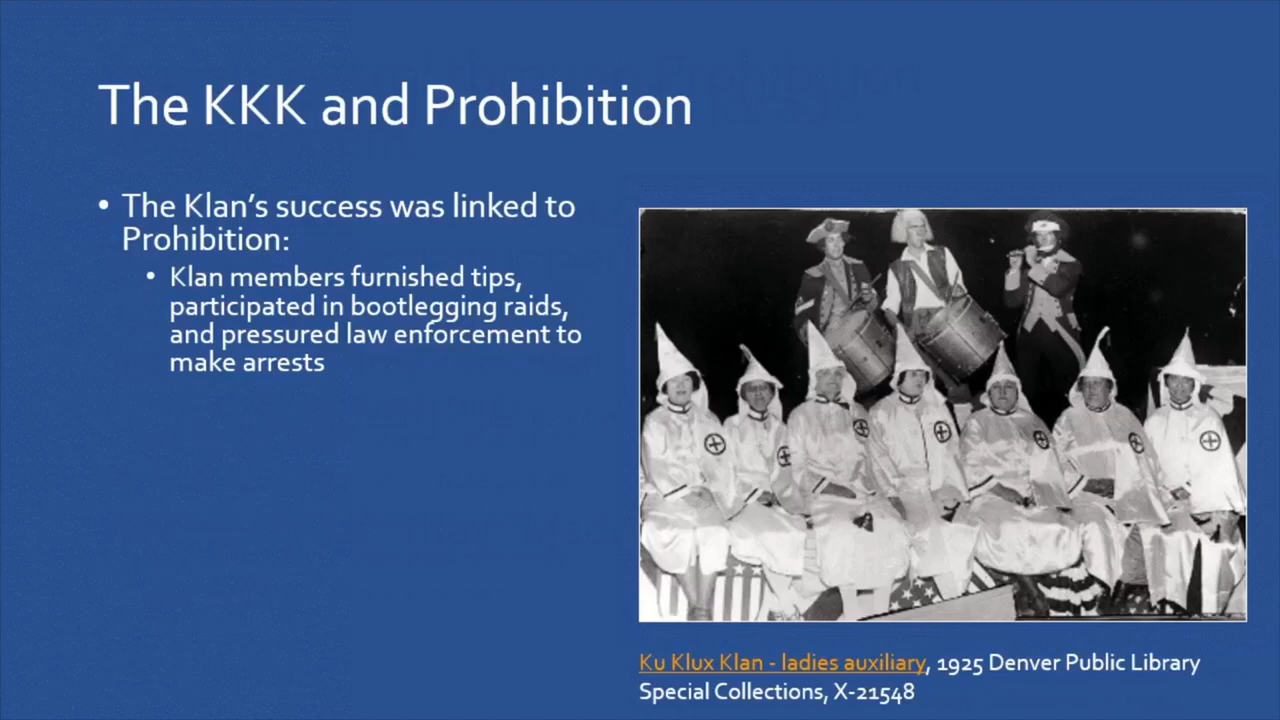 The KKK and Prohibition
• The Klan's success was linked to
Prohibition:
• Klan members furnished tips,
participated in bootlegging raids,
and pressured law enforcement to
make arrests
Ku Klux Klan - ladies auxiliary, 1925 Denver Public Library
Special Collections, X-21548